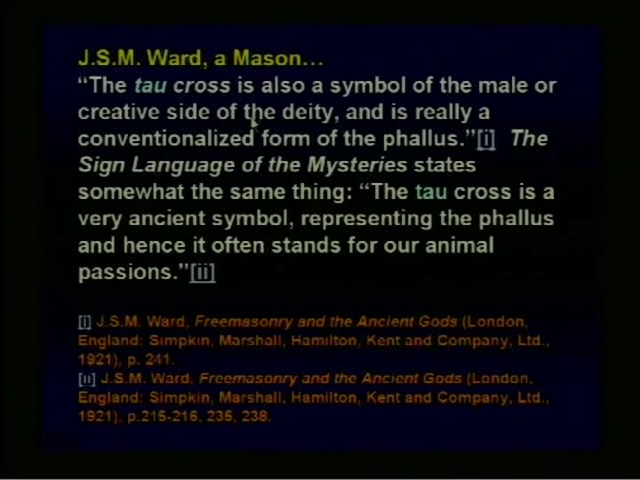 J.S.M. Ward, a Mason…
“The tau cross is also a symbol of the male or
creative side of the deity, and is really a
conventionalized form of the phallus.”[i] The
Sign Language of the Mysteries states
somewhat the same thing: “The tau cross is a
very ancient symbol, representing the phallus
and hence it often stands for our animal
passions.”[ii]
[i] J.S.M. Ward, Freemasonry and the Ancient Gods (London,
England: Simpkin, Marshall, Hamilton, Kent and Company, Ltd.,
1921), p. 241.
[ii] J.S.M. Ward, Freemasonry and the Ancient Gods (London,
England: Simpkin, Marshall, Hamilton, Kent and Company, Ltd.,
1921), p.215-216, 235, 238.